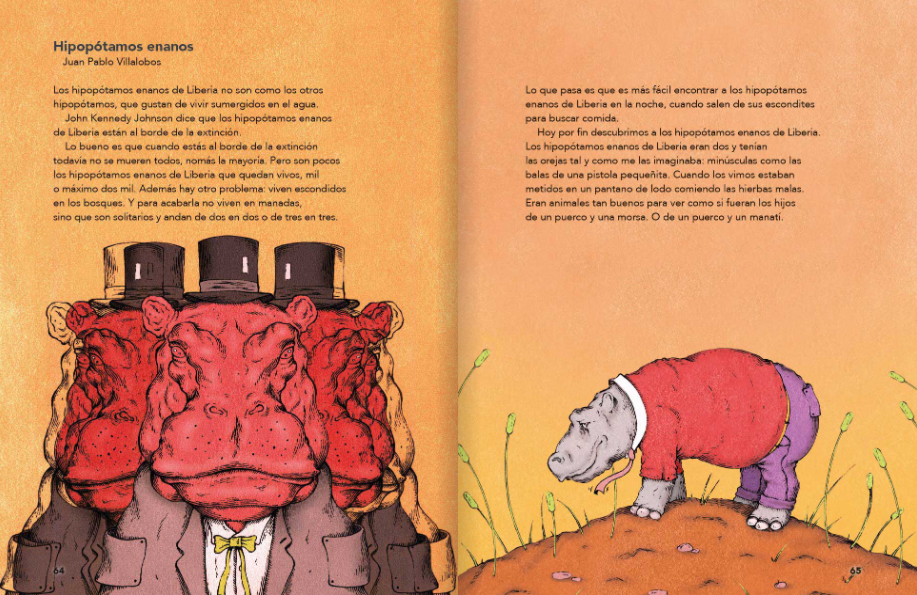 Hipopótamos enanos
Juan Pablo Villalobos
Los hipopótamos enanos de Liberia no son como los otros
hipopótamos, que gustan de vivir sumergidos en el agua.
John Kennedy Johnson dice que los hipopótamos enanos
de Liberia están al borde de la extinción.
Lo bueno es que cuando estás al borde de la extinción
todavía no se mueren todos, nomás la mayoría. Pero son pocos
los hipopótamos enanos de Liberia que quedan vivos, mil
o máximo dos mil. Además hay otro problema: viven escondidos
en los bosques. Y para acabarla no viven en manadas,
sino que son solitarios y andan de dos en dos o de tres en tres.
64
Lo que pasa es que es más fácil encontrar a los hipopótamos
enanos de Liberia en la noche, cuando salen de sus escondites
para buscar comida.
Hoy por fin descubrimos a los hipopótamos enanos de Liberia.
Los hipopótamos enanos de Liberia eran dos y tenían
las orejas tal y como me las imaginaba: minúsculas como las
balas de una pistola pequeñita. Cuando los vimos estaban
metidos en un pantano de lodo comiendo las hierbas malas.
Eran animales tan buenos para ver como si fueran los hijos
de un puerco y una morsa. O de un puerco y un manatí.
65